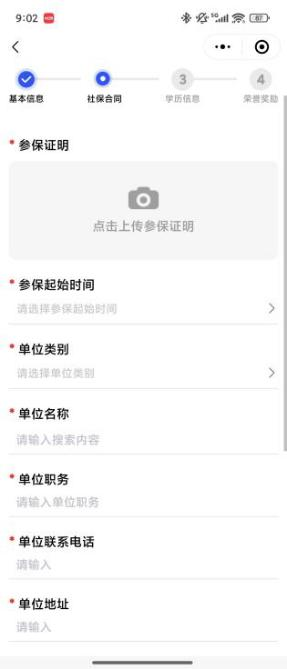 9:02
67
3
4
基本信息
社保合同
学历信息
荣誉奖励
* 参保证明
点击上传参保证明
* 参保起始时间
请选择参保起始时间
* 单位类别
请选择单位类别
* 单位名称
请输入搜索内容
* 单位职务
请输入单位职务
* 单位联系电话
请输入
* 单位地址
请输入